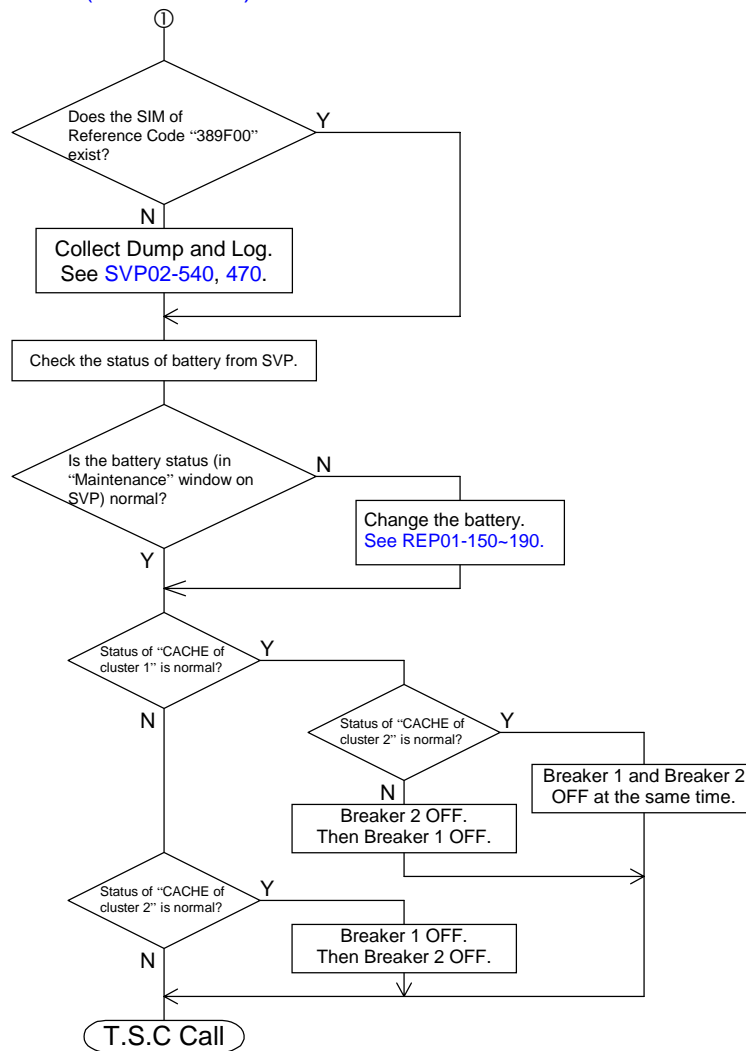 ①
Does the SIM of
Reference Code “389F00”
exist?
Y
N
Collect Dump and Log.
See SVP02-540, 470.
Check the status of battery from SVP.
Is the battery status (in
“Maintenance” window on
SVP) normal?
N
Change the battery.
See REP01-150~190.
Y
Status of “CACHE of
cluster 1” is normal?
Y
N
Status of “CACHE of
cluster 2” is normal?
Y
Breaker 1 and Breaker 2
OFF at the same time.
N
Breaker 2 OFF.
Then Breaker 1 OFF.
Status of “CACHE of
cluster 2” is normal?
Y
Breaker 1 OFF.
Then Breaker 2 OFF.
N
T.S.C Call